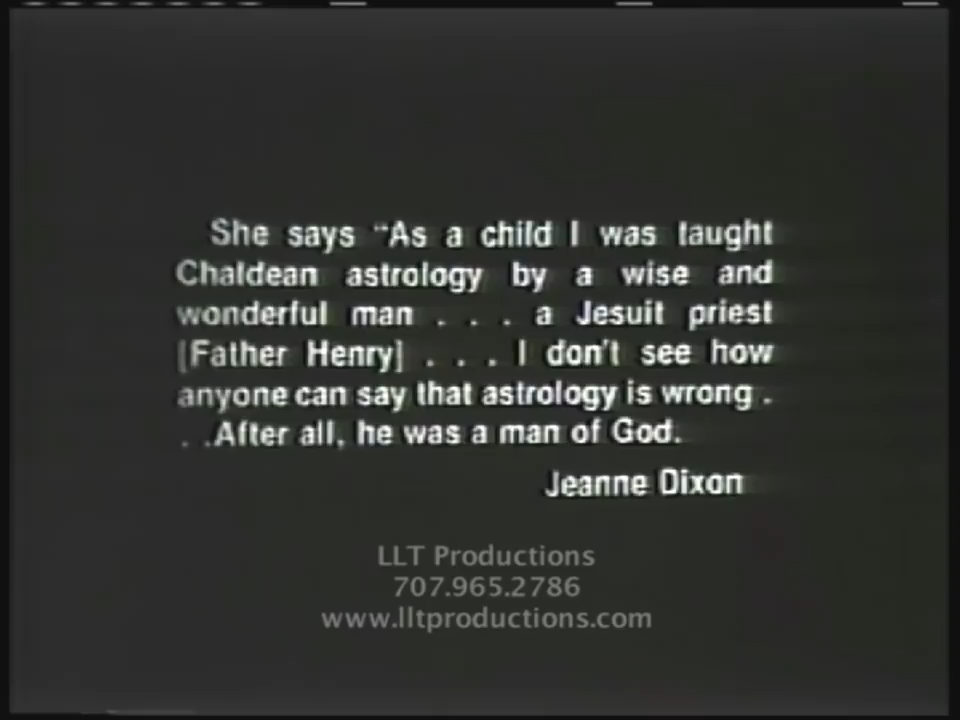 She says "As a child I was taught
Chaldean astrology by a wise and
wonderful man . . . a Jesuit priest
[Father Henry] . . . I don't see how
anyone can say that astrology is wrong .
. .After all, he was a man of God.
Jeanne Dixon
LLT Productions
707.965.2786
www.lltproductions.com